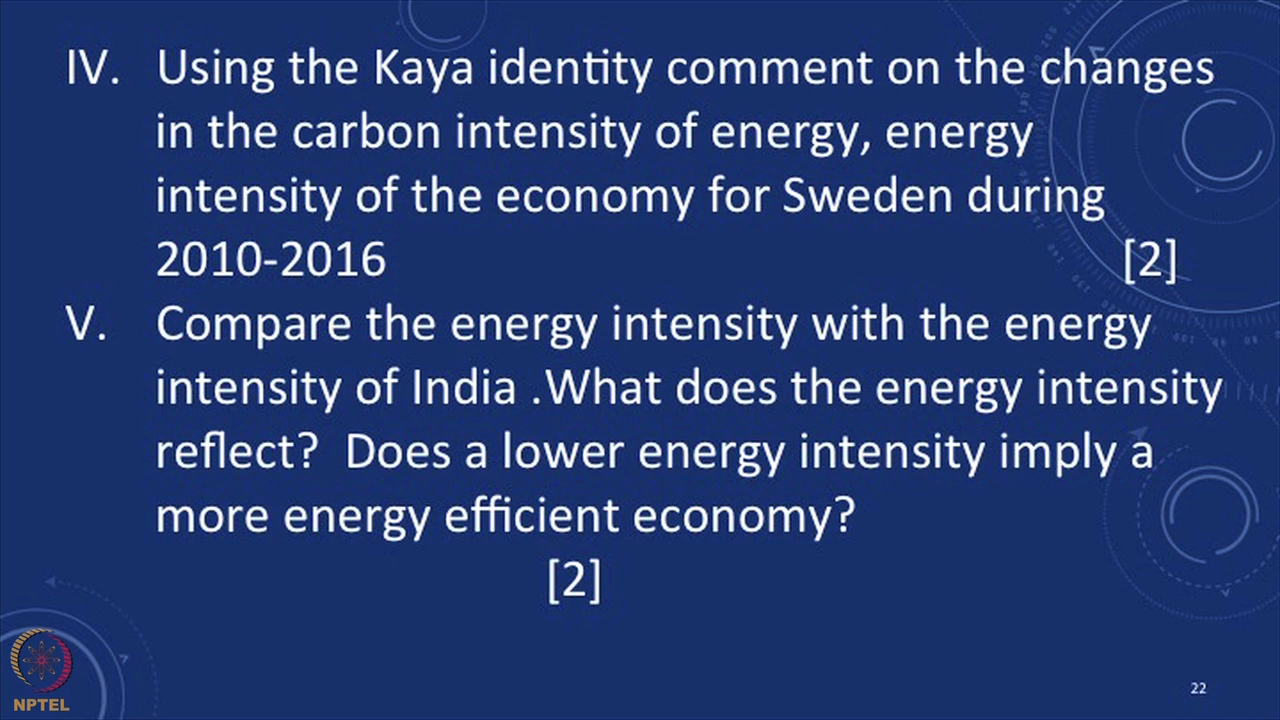 IV. Using the Kaya identity comment on the changes
in the carbon intensity of energy, energy
intensity of the economy for Sweden during
2010-2016 [2]
V. Compare the energy intensity with the energy
intensity of India .What does the energy intensity
reflect? Does a lower energy intensity imply a
more energy efficient economy?
[2]
NPTEL
22